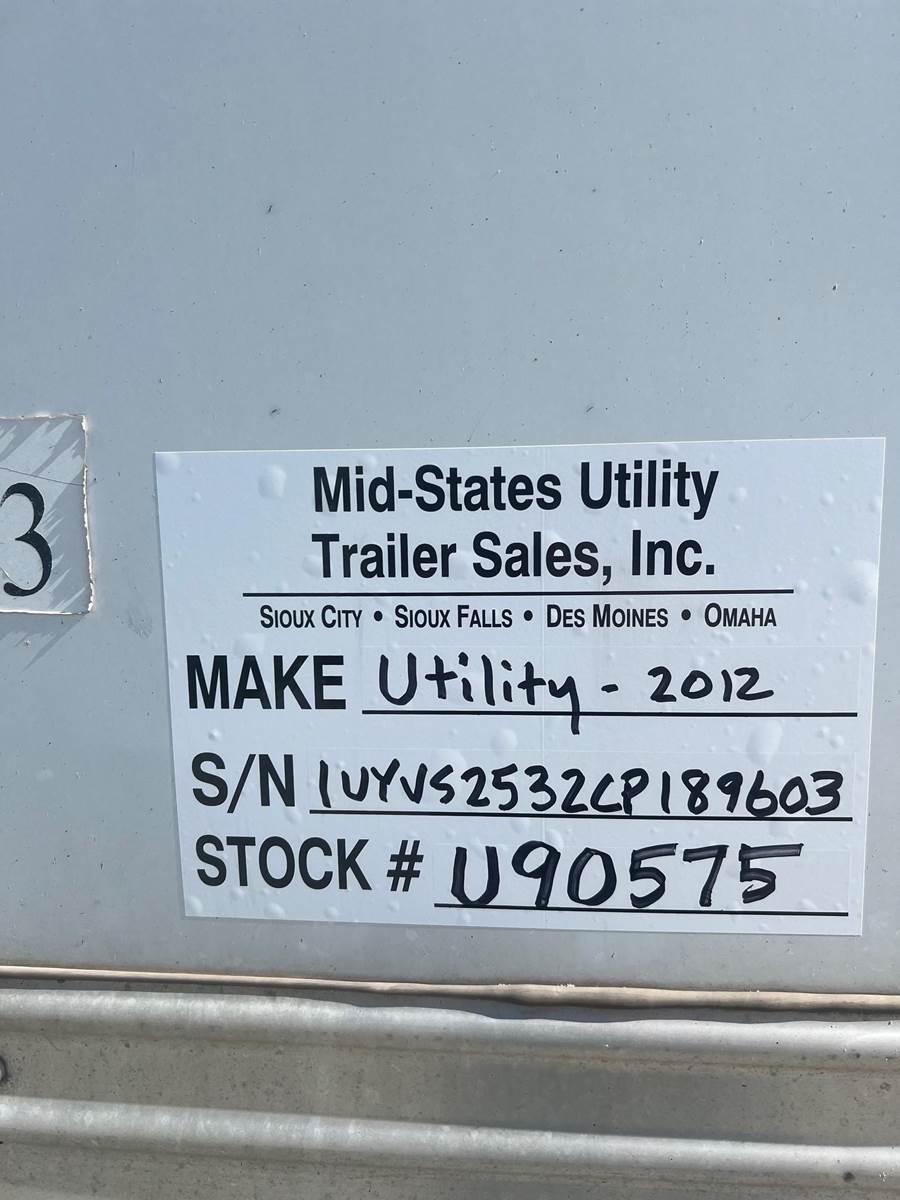 3
Mid-States Utility
Trailer Sales, Inc.
SIOUX CITY • SIOUX FALLS • DES MOINES • OMAHA
MAKE Utility - 2012
S/N 1UYVS2532CP189603
STOCK # U90575